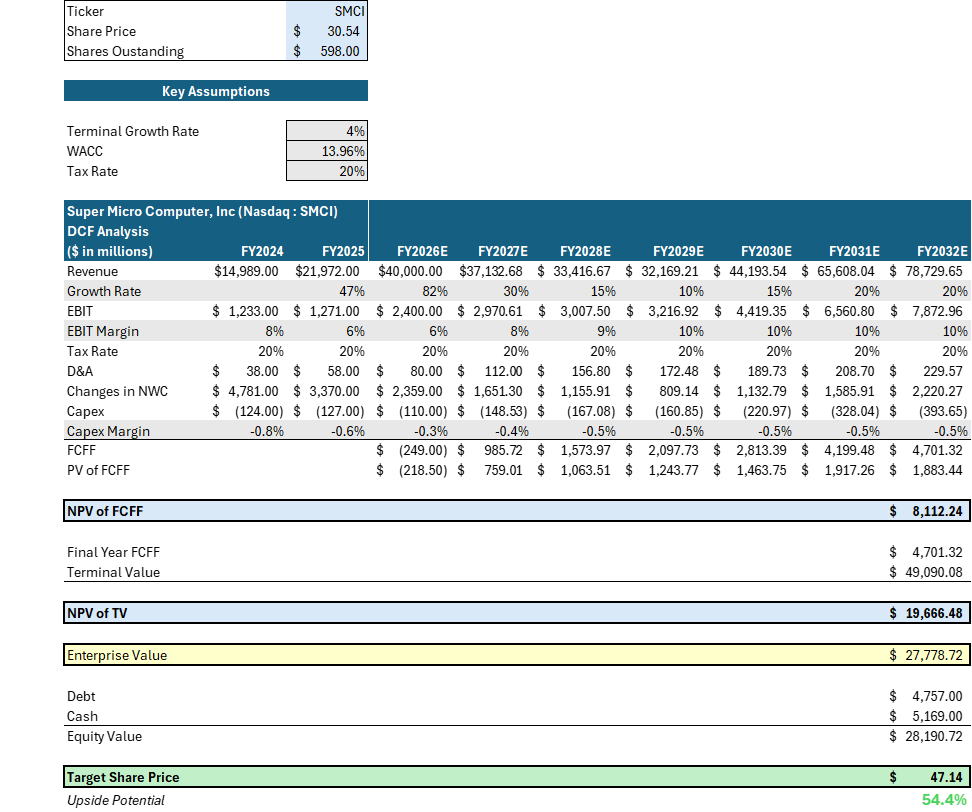 Ticker SMCI
Share Price $ 30.54
Shares Oustanding $ 598.00
Key Assumptions
Terminal Growth Rate 4%
WACC 13.96%
Tax Rate 20%
Super Micro Computer, Inc (Nasdaq : SMCI)
DCF Analysis
($ in millions) FY2024 FY2025 FY2026E FY2027E FY2028E FY2029E FY2030E FY2031E FY2032E
Revenue $14,989.00 $21,972.00 $40,000.00 $37,132.68 $ 33,416.67 $ 32,169.21 $ 44,193.54 $ 65,608.04 $ 78,729.65
Growth Rate 47% 82% 30% 15% 10% 15% 20% 20%
EBIT $ 1,233.00 $ 1,271.00 $ 2,400.00 $ 2,970.61 $ 3,007.50 $ 3,216.92 $ 4,419.35 $ 6,560.80 $ 7,872.96
EBIT Margin 8% 6% 6% 8% 9% 10% 10% 10% 10%
Tax Rate 20% 20% 20% 20% 20% 20% 20% 20% 20%
D&A $ 38.00 $ 58.00 $ 80.00 $ 112.00 $ 156.80 $ 172.48 $ 189.73 $ 208.70 $ 229.57
Changes in NWC $ 4,781.00 $ 3,370.00 $ 2,359.00 $ 1,651.30 $ 1,155.91 $ 809.14 $ 1,132.79 $ 1,585.91 $ 2,220.27
Capex $ (124.00) $ (127.00) $ (110.00) $ (148.53) $ (167.08) $ (160.85) $ (220.97) $ (328.04) $ (393.65)
Capex Margin -0.8% -0.6% -0.3% -0.4% -0.5% -0.5% -0.5% -0.5% -0.5%
FCFF $ (249.00) $ 985.72 $ 1,573.97 $ 2,097.73 $ 2,813.39 $ 4,199.48 $ 4,701.32
PV of FCFF $ (218.50) $ 759.01 $ 1,063.51 $ 1,243.77 $ 1,463.75 $ 1,917.26 $ 1,883.44
NPV of FCFF $ 8,112.24
Final Year FCFF $ 4,701.32
Terminal Value $ 49,090.08
NPV of TV $ 19,666.48
Enterprise Value $ 27,778.72
Debt $ 4,757.00
Cash $ 5,169.00
Equity Value $ 28,190.72
Target Share Price $ 47.14
Upside Potential 54.4%